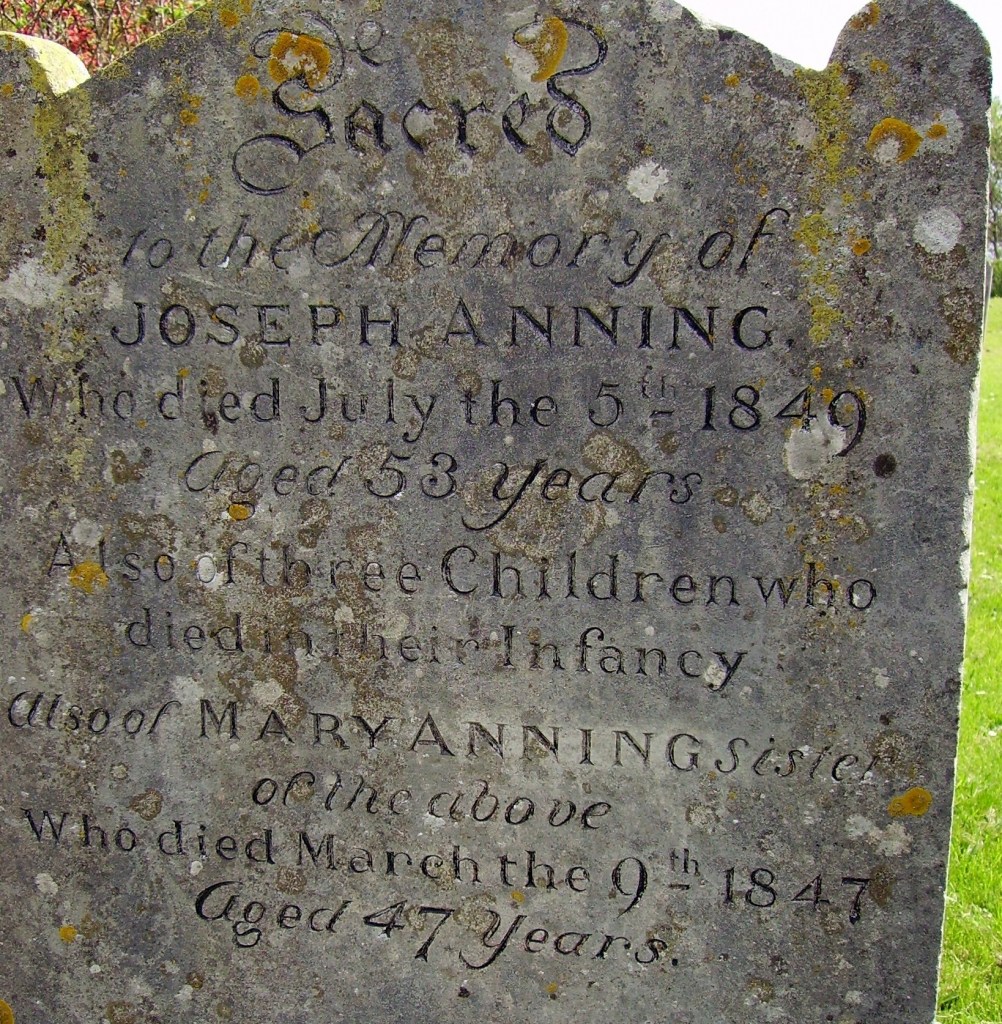 Sacred
to the Memory of
JOSEPH ANNING,
Who died July the 5th 1849.
Aged 53 years
Also of three Children who
died in their Infancy
Also of MARY ANNING Sister
of the above
Who died March the 9th 1847
Aged 47 Years.